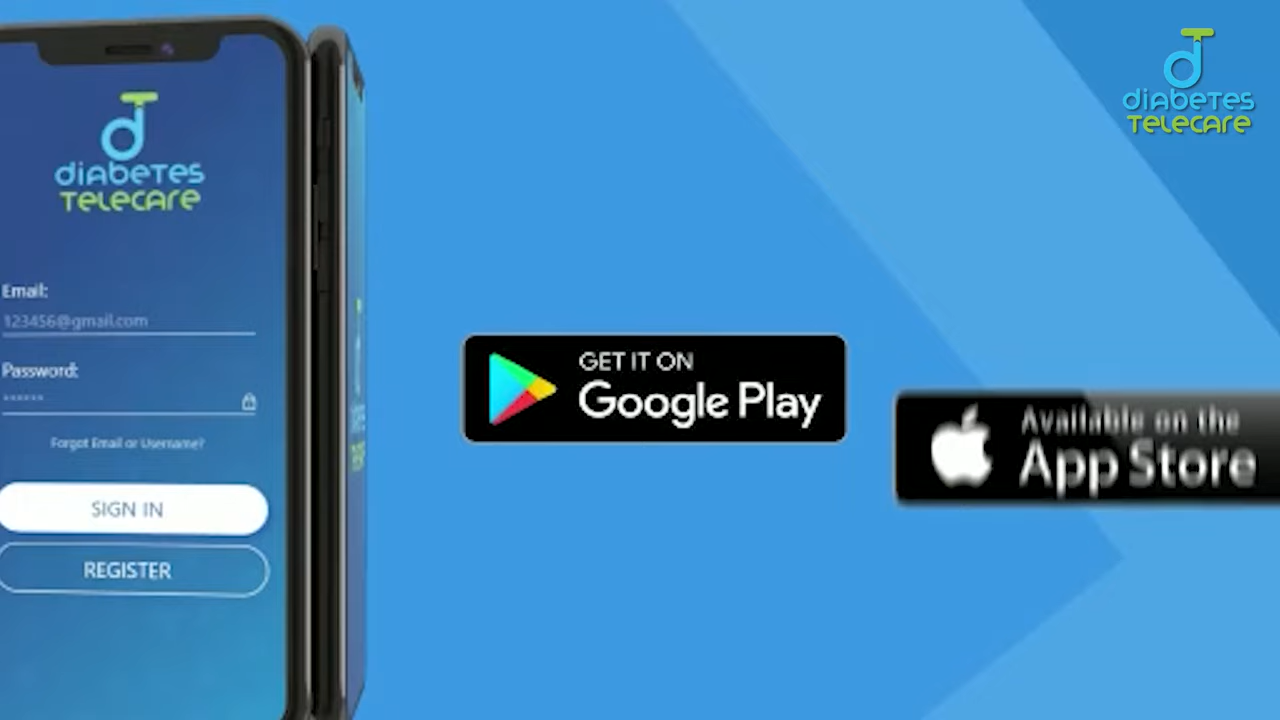 diabetes
TELECARE
Email:
123456@gmail.com
Password:
******
Forgot Email or Username?
SIGN IN
REGISTER
GET IT ON
Google Play
Available on the
App Store
diabetes
TELECARE